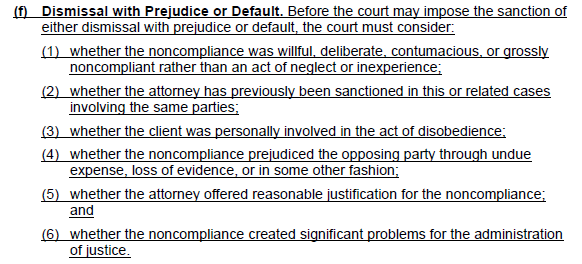 (f) Dismissal with Prejudice or Default. Before the court may impose the sanction of
either dismissal with prejudice or default, the court must consider:
(1) whether the noncompliance was willful, deliberate, contumacious, or grossly
noncompliant rather than an act of neglect or inexperience;
(2) whether the attorney has previously been sanctioned in this or related cases
involving the same parties;
(3) whether the client was personally involved in the act of disobedience;
(4) whether the noncompliance prejudiced the opposing party through undue
expense, loss of evidence, or in some other fashion;
(5) whether the attorney offered reasonable justification for the noncompliance;
and
(6) whether the noncompliance created significant problems for the administration
of justice.